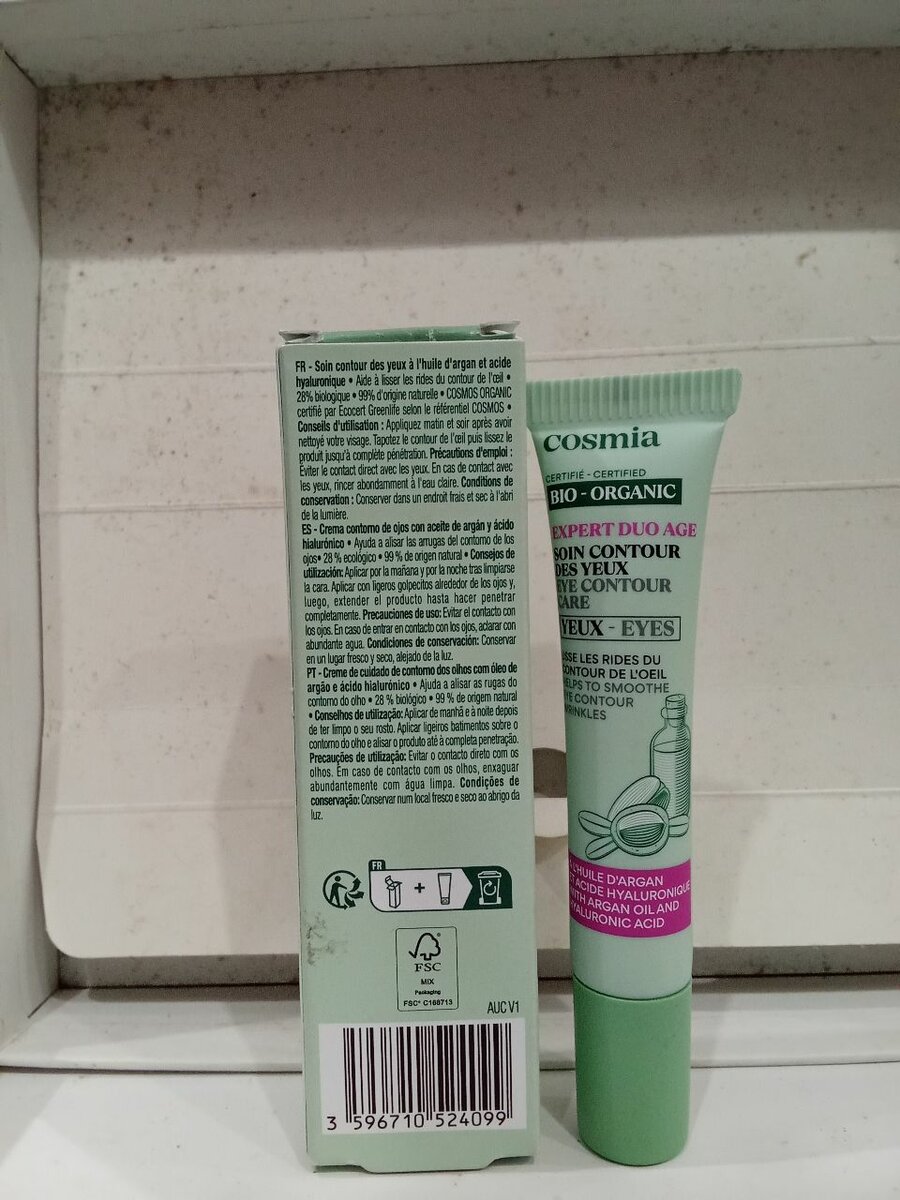 FR - Soin contour des yeux à l'huile d'argan et acide
hyaluronique • Aide à lisser les rides du contour de l'œil •
28% biologique • 99% d'origine naturelle • COSMOS ORGANIC
certifié par Ecocert Greenlife selon le référentiel COSMOS •
Conseils d'utilisation : Appliquez matin et soir après avoir
nettoyé votre visage. Tapotez le contour de l'œil puis lissez le
produit jusqu'à complète pénétration. Précautions d'emploi :
Éviter le contact direct avec les yeux. En cas de contact avec
les yeux, rincer abondamment à l'eau claire. Conditions de
conservation : Conserver dans un endroit frais et sec à l'abri
de la lumière.
ES - Crema contorno de ojos con aceite de argán y ácido
hialurónico • Ayuda a alisar las arrugas del contorno de los
ojos• 28 % ecológico • 99 % de origen natural • Consejos de
utilización: Aplicar por la mañana y por la noche tras limpiarse
la cara. Aplicar con ligeros golpecitos alrededor de los ojos y,
luego, extender el producto hasta hacer penetrar
completamente. Precauciones de uso: Evitar el contacto con
los ojos. En caso de entrar en contacto con los ojos, aclarar con
abundante agua. Condiciones de conservación: Conservar
en un lugar fresco y seco, alejado de la luz.
PT - Creme de cuidado de contorno dos olhos com óleo de
argão e ácido hialurónico • Ajuda a alisar as rugas do
contorno do olho • 28 % biológico • 99 % de origem natural
• Conselhos de utilização: Aplicar de manhã e à noite depois
de ter limpo o seu rosto. Aplicar ligeiros batimentos sobre o
contorno do olho e alisar o produto até à completa penetração.
Precauções de utilização: Evitar o contacto direto com os
olhos. Em caso de contacto com os olhos, enxaguar
abundantemente com água limpa. Condições de
conservação: Conservar num local fresco e seco ao abrigo da
luz.
FR
+
FSC
MIX
Packaging
FSC® C168713
AUC V1
3 596710 524099
cosmia
CERTIFIÉ - CERTIFIED
BIO - ORGANIC
EXPERT DUO AGE
SOIN CONTOUR
DES YEUX
EYE CONTOUR
CARE
YEUX - EYES
LES RIDES DU
CONTOUR DE L'OEIL
HELPS TO SMOOTHE
EYE CONTOUR
WRINKLES
L'HUILE D'ARGAN
ET ACIDE HYALURONIQUE
WITH ARGAN OIL AND
HYALURONIC ACID